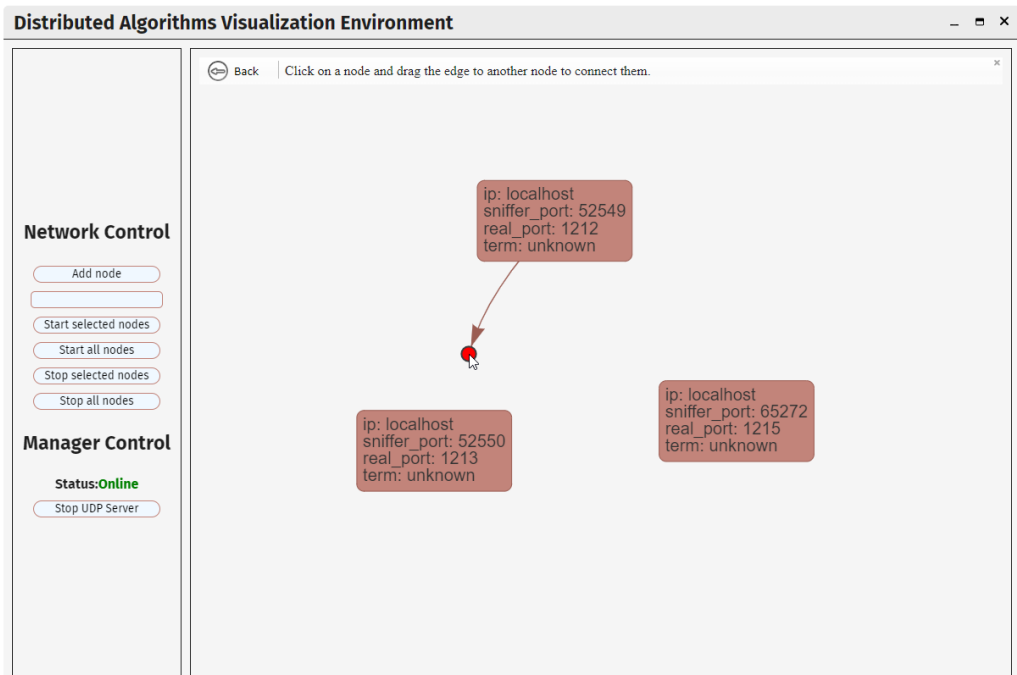 Distributed Algorithms Visualization Environment
Back
Click on a node and drag the edge to another node to connect them.
Network Control
Add node
Start selected nodes
Start all nodes
Stop selected nodes
Stop all nodes
Manager Control
Status:Online
Stop UDP Server
ip: localhost
sniffer_port: 52549
real_port: 1212
term: unknown
ip: localhost
sniffer_port: 52550
real_port: 1213
term: unknown
ip: localhost
sniffer_port: 65272
real_port: 1215
term: unknown